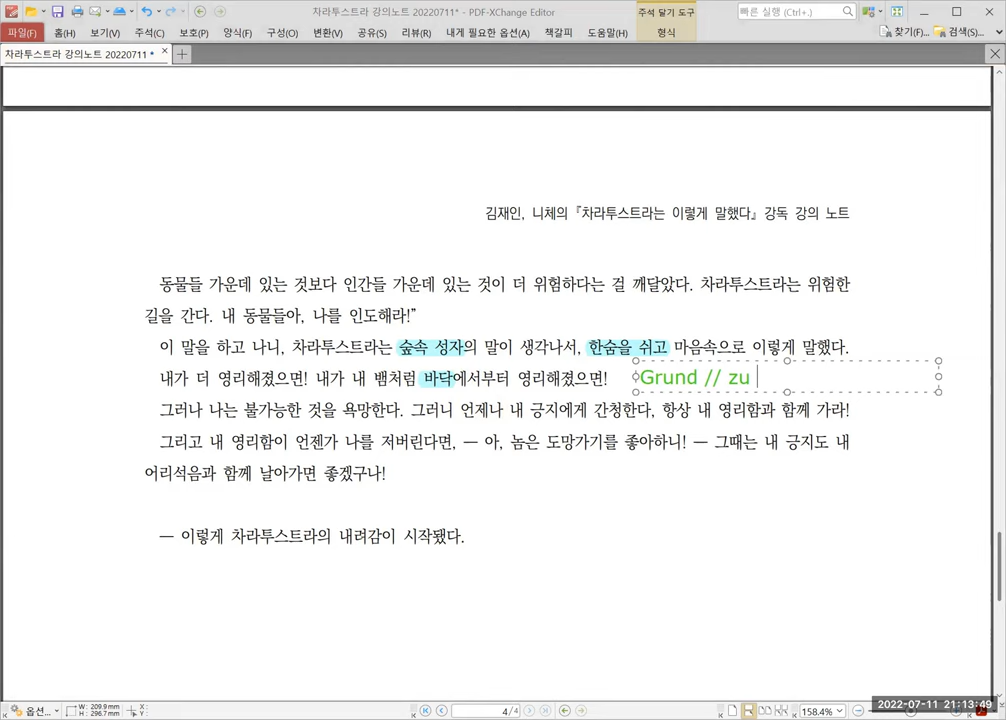 자라투스트라 강의노트 20220711* - PDF-XChange Editor
주석 달기 도구
빠른 실행 (Ctrl+.)
파일(F) 홈(H) 보기(V) 주석(C) 보호(P) 양식(F) 구성(O) 변환(V) 공유(S) 리뷰(R) 내게 필요한 옵션(A) 책갈피 도움말(H) 형식 찾기(F)... 검색(S)...
자라투스트라 강의노트 20220711 *
김재인, 니체의 『차라투스트라는 이렇게 말했다』 강독 강의 노트
동물들 가운데 있는 것보다 인간들 가운데 있는 것이 더 위험하다는 걸 깨달았다. 차라투스트라는 위험한
길을 간다. 내 동물들아, 나를 인도해라!”
이 말을 하고 나니, 차라투스트라는 숲속 성자의 말이 생각나서, 한숨을 쉬고 마음속으로 이렇게 말했다.
내가 더 영리해졌으면! 내가 내 뱀처럼 바닥에서부터 영리해졌으면!
Grund // zu
그러나 나는 불가능한 것을 욕망한다. 그러니 언제나 내 긍지에게 간청한다, 항상 내 영리함과 함께 가라!
그리고 내 영리함이 언젠가 나를 저버린다면, ― 아, 놈은 도망가기를 좋아하니! ― 그때는 내 긍지도 내
어리석음과 함께 날아가면 좋겠구나!
― 이렇게 차라투스트라의 내려감이 시작됐다.
옵션...
W: 209.9mm
H: 296.7mm
X:
Y:
4/4
158.4%
2022-07-11 21:13:49